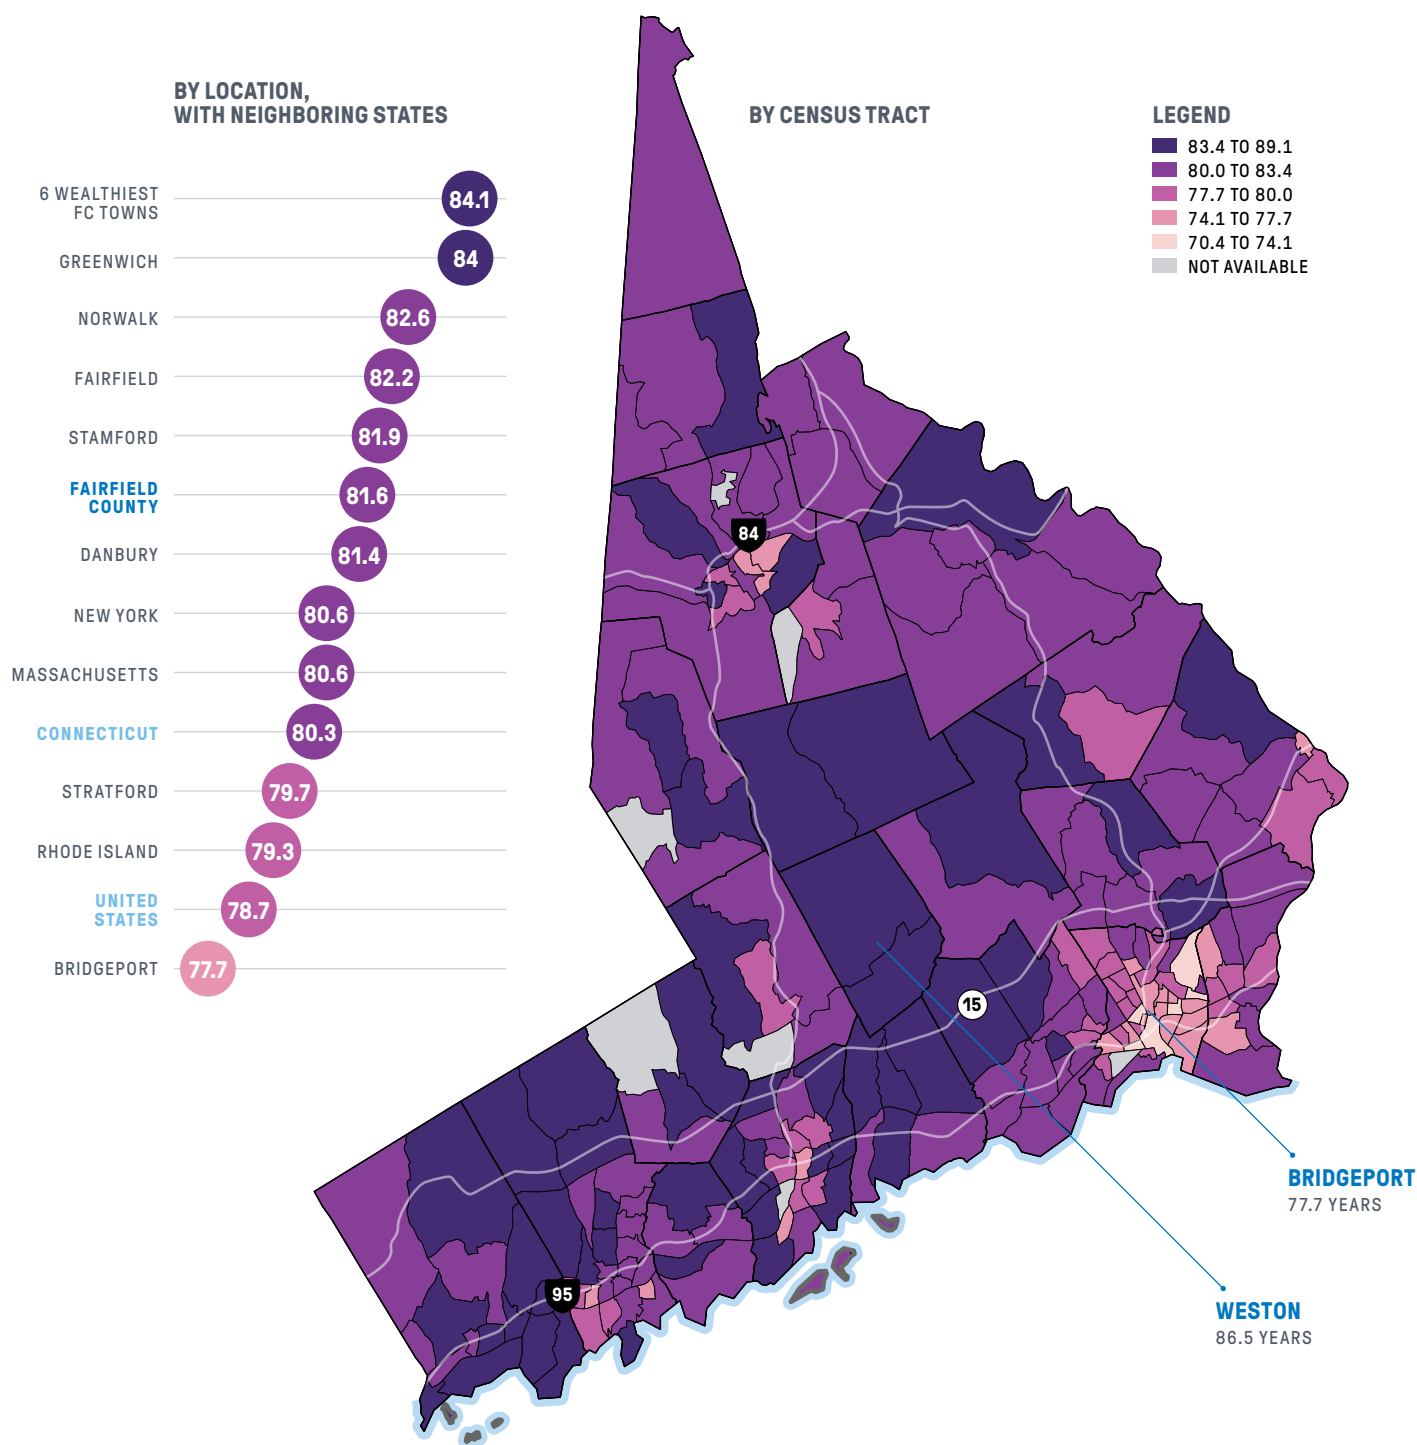 BY LOCATION,
WITH NEIGHBORING STATES
6 WEALTHIEST
FC TOWNS
84.1
GREENWICH
84
NORWALK
82.6
FAIRFIELD
82.2
STAMFORD
81.9
FAIRFIELD
COUNTY
81.6
DANBURY
81.4
NEW YORK
80.6
MASSACHUSETTS
80.6
CONNECTICUT
80.3
STRATFORD
79.7
RHODE ISLAND
79.3
UNITED
STATES
78.7
BRIDGEPORT
77.7
BY CENSUS TRACT
LEGEND
83.4 TO 89.1
80.0 TO 83.4
77.7 TO 80.0
74.1 TO 77.7
70.4 TO 74.1
NOT AVAILABLE
84
15
95
BRIDGEPORT
77.7 YEARS
WESTON
86.5 YEARS